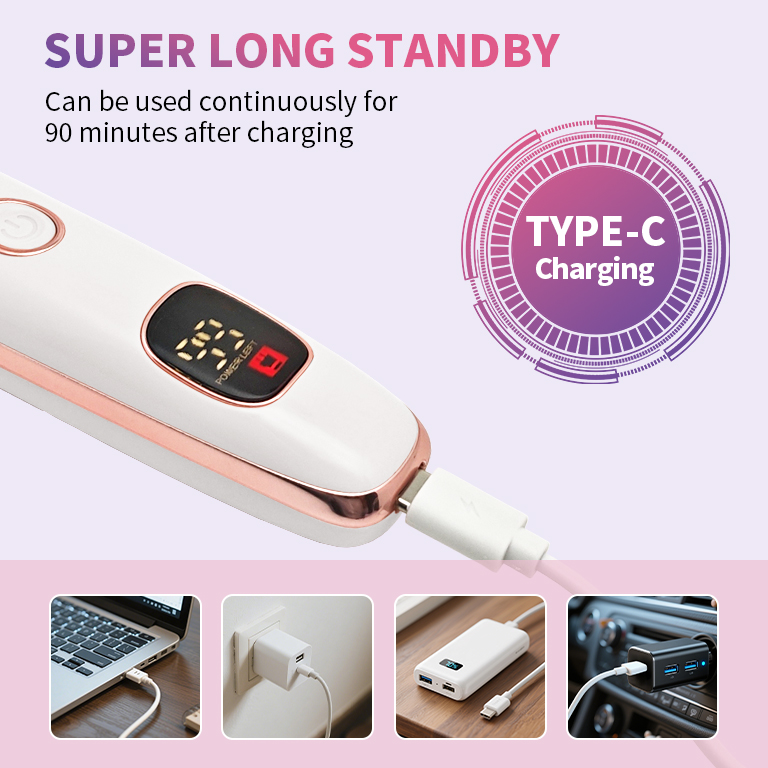 SUPER LONG STANDBY
Can be used continuously for
90 minutes after charging
TYPE-C
Charging
POWER LEFT